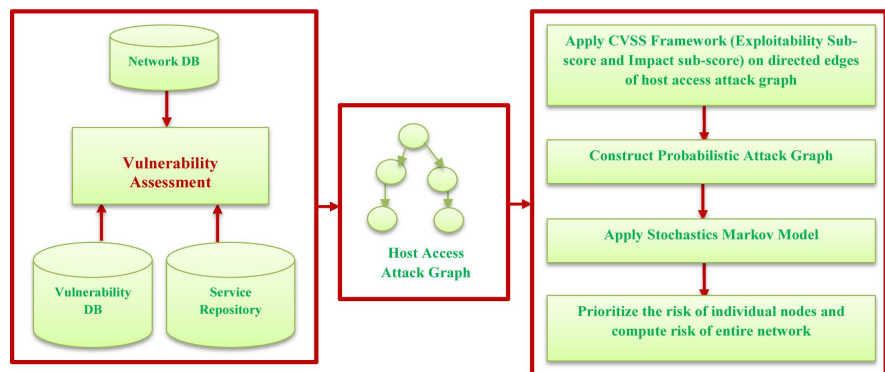 Network DB
Vulnerability
Assessment
Vulnerability
DB
Service
Repository
Host Access
Attack Graph
Apply CVSS Framework (Exploitability Sub-
score and Impact sub-score) on directed edges
of host access attack graph
Construct Probabilistic Attack Graph
Apply Stochastics Markov Model
Prioritize the risk of individual nodes and
compute risk of entire network